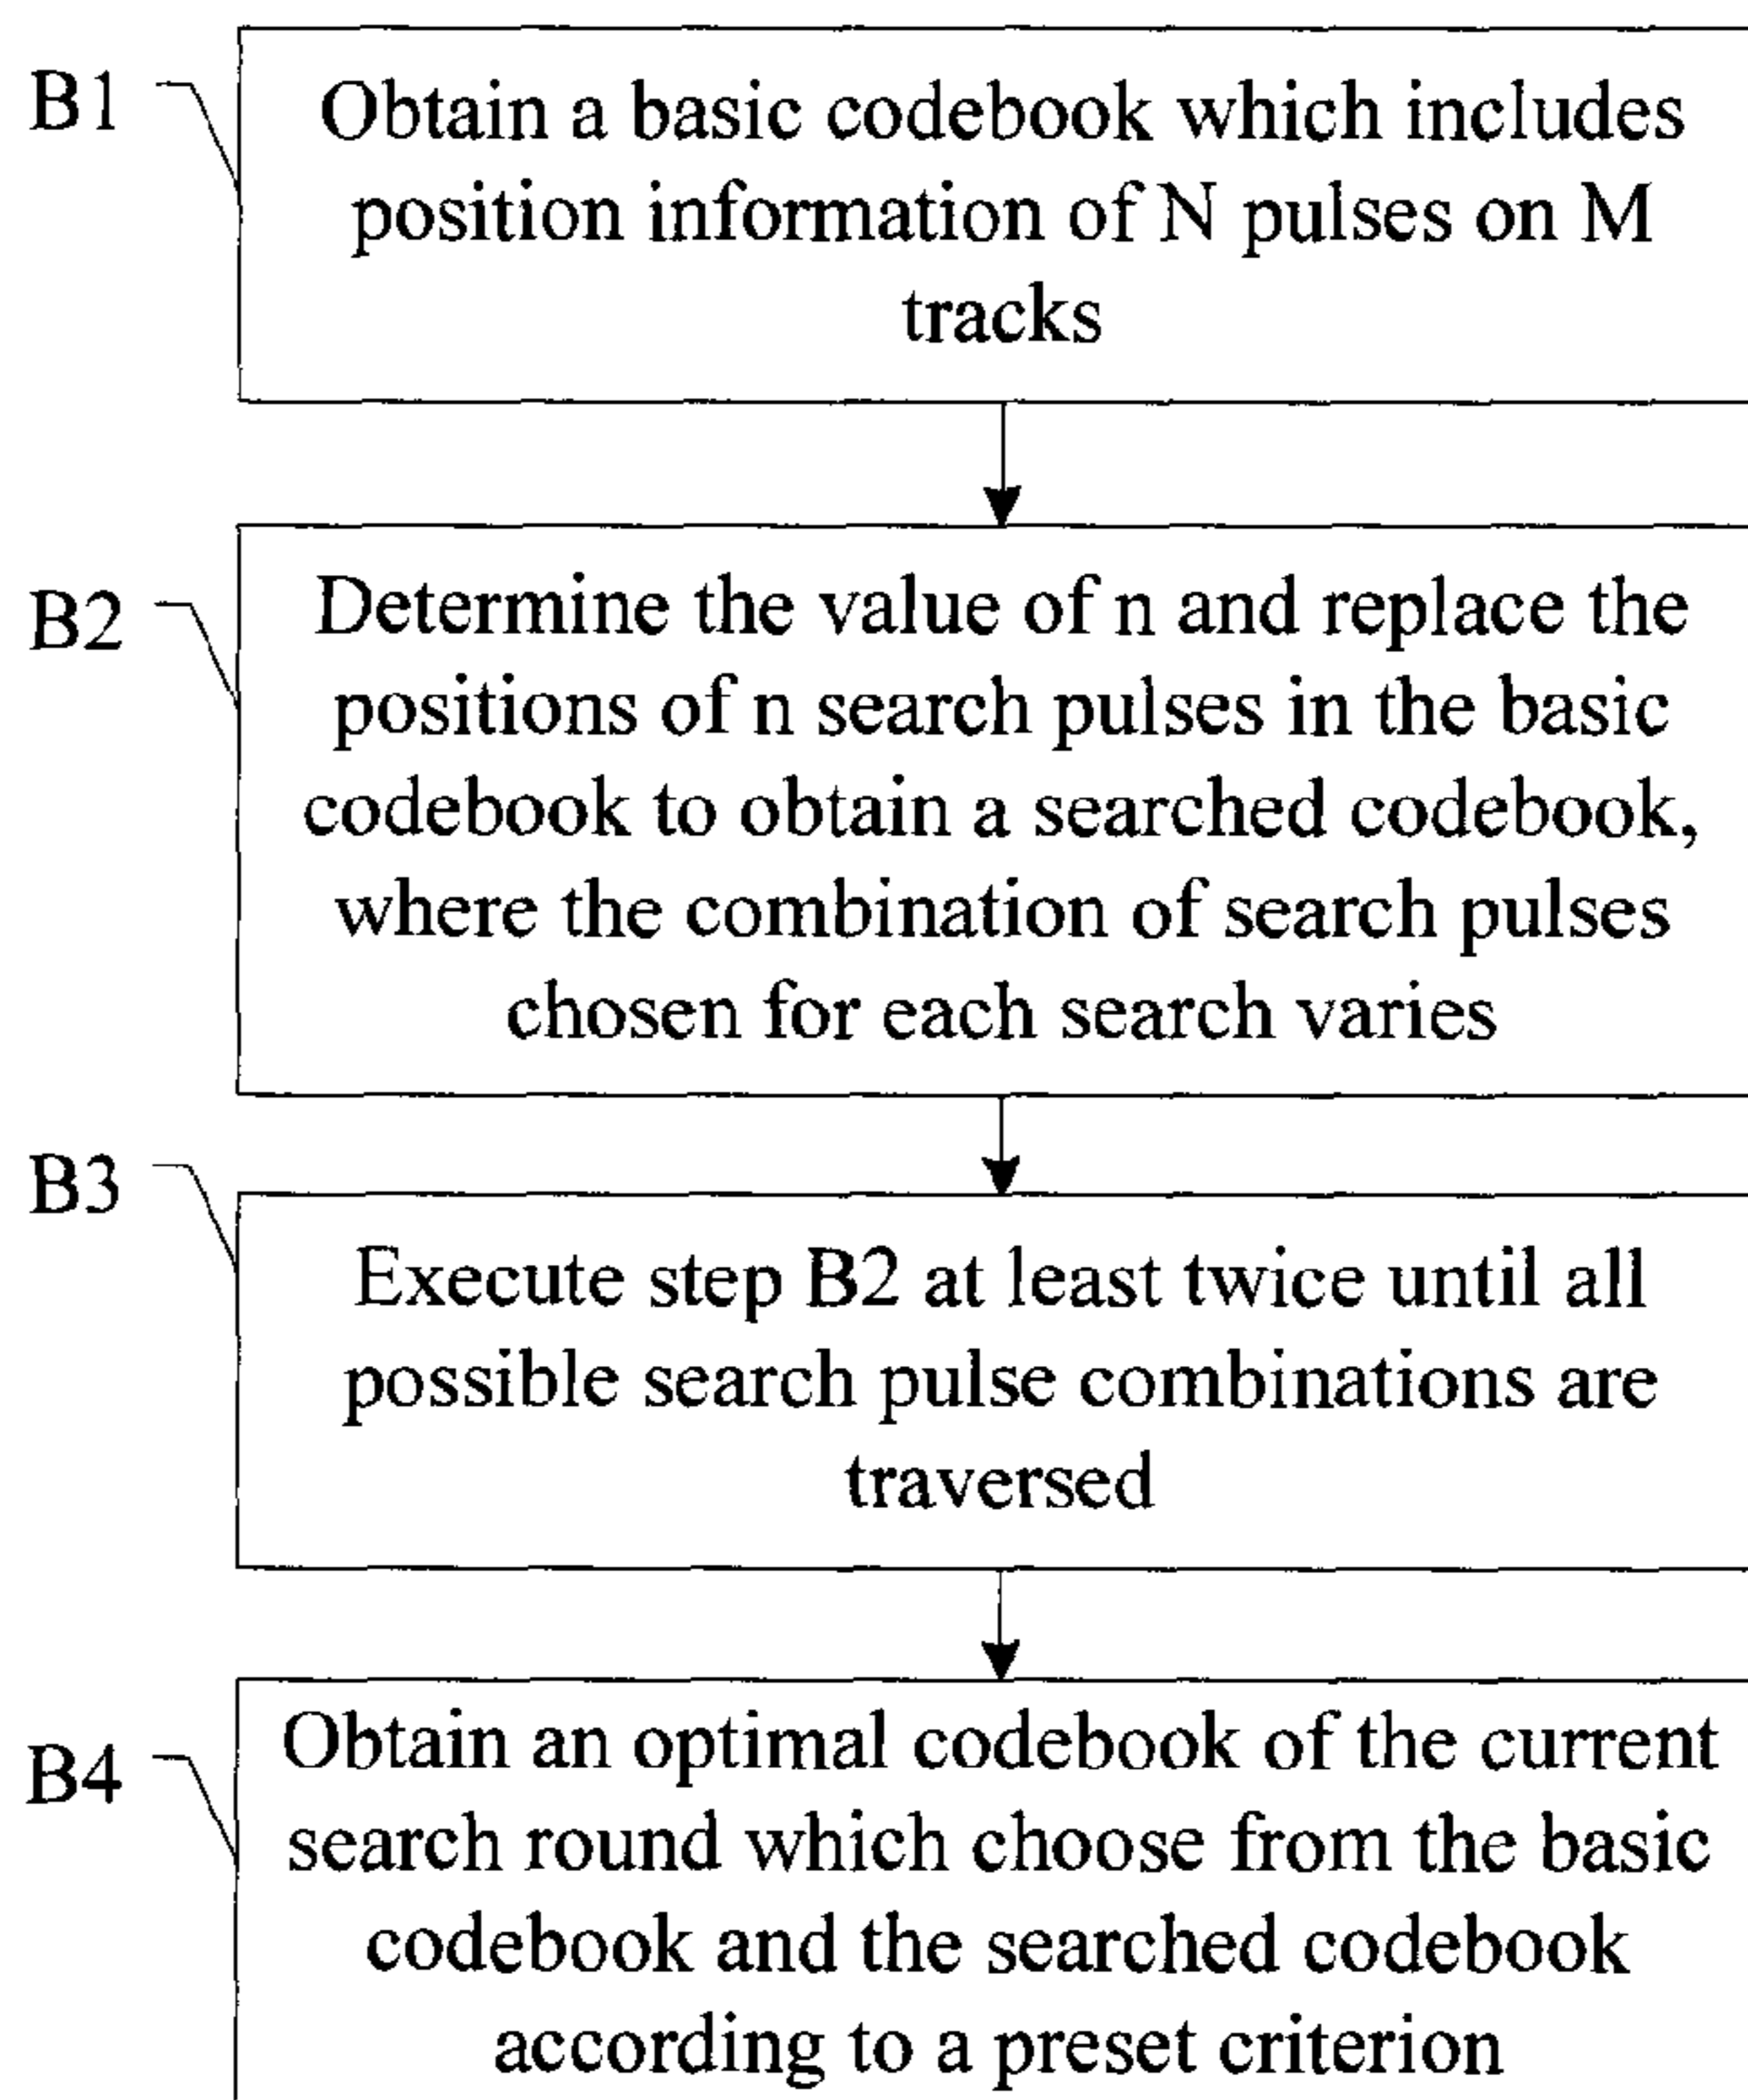 B1
Obtain a basic codebook which includes
position information of N pulses on M
tracks
B2
Determine the value of n and replace the
positions of n search pulses in the basic
codebook to obtain a searched codebook,
where the combination of search pulses
chosen for each search varies
B3
Execute step B2 at least twice until all
possible search pulse combinations are
traversed
B4
Obtain an optimal codebook of the current
search round which choose from the basic
codebook and the searched codebook
according to a preset criterion